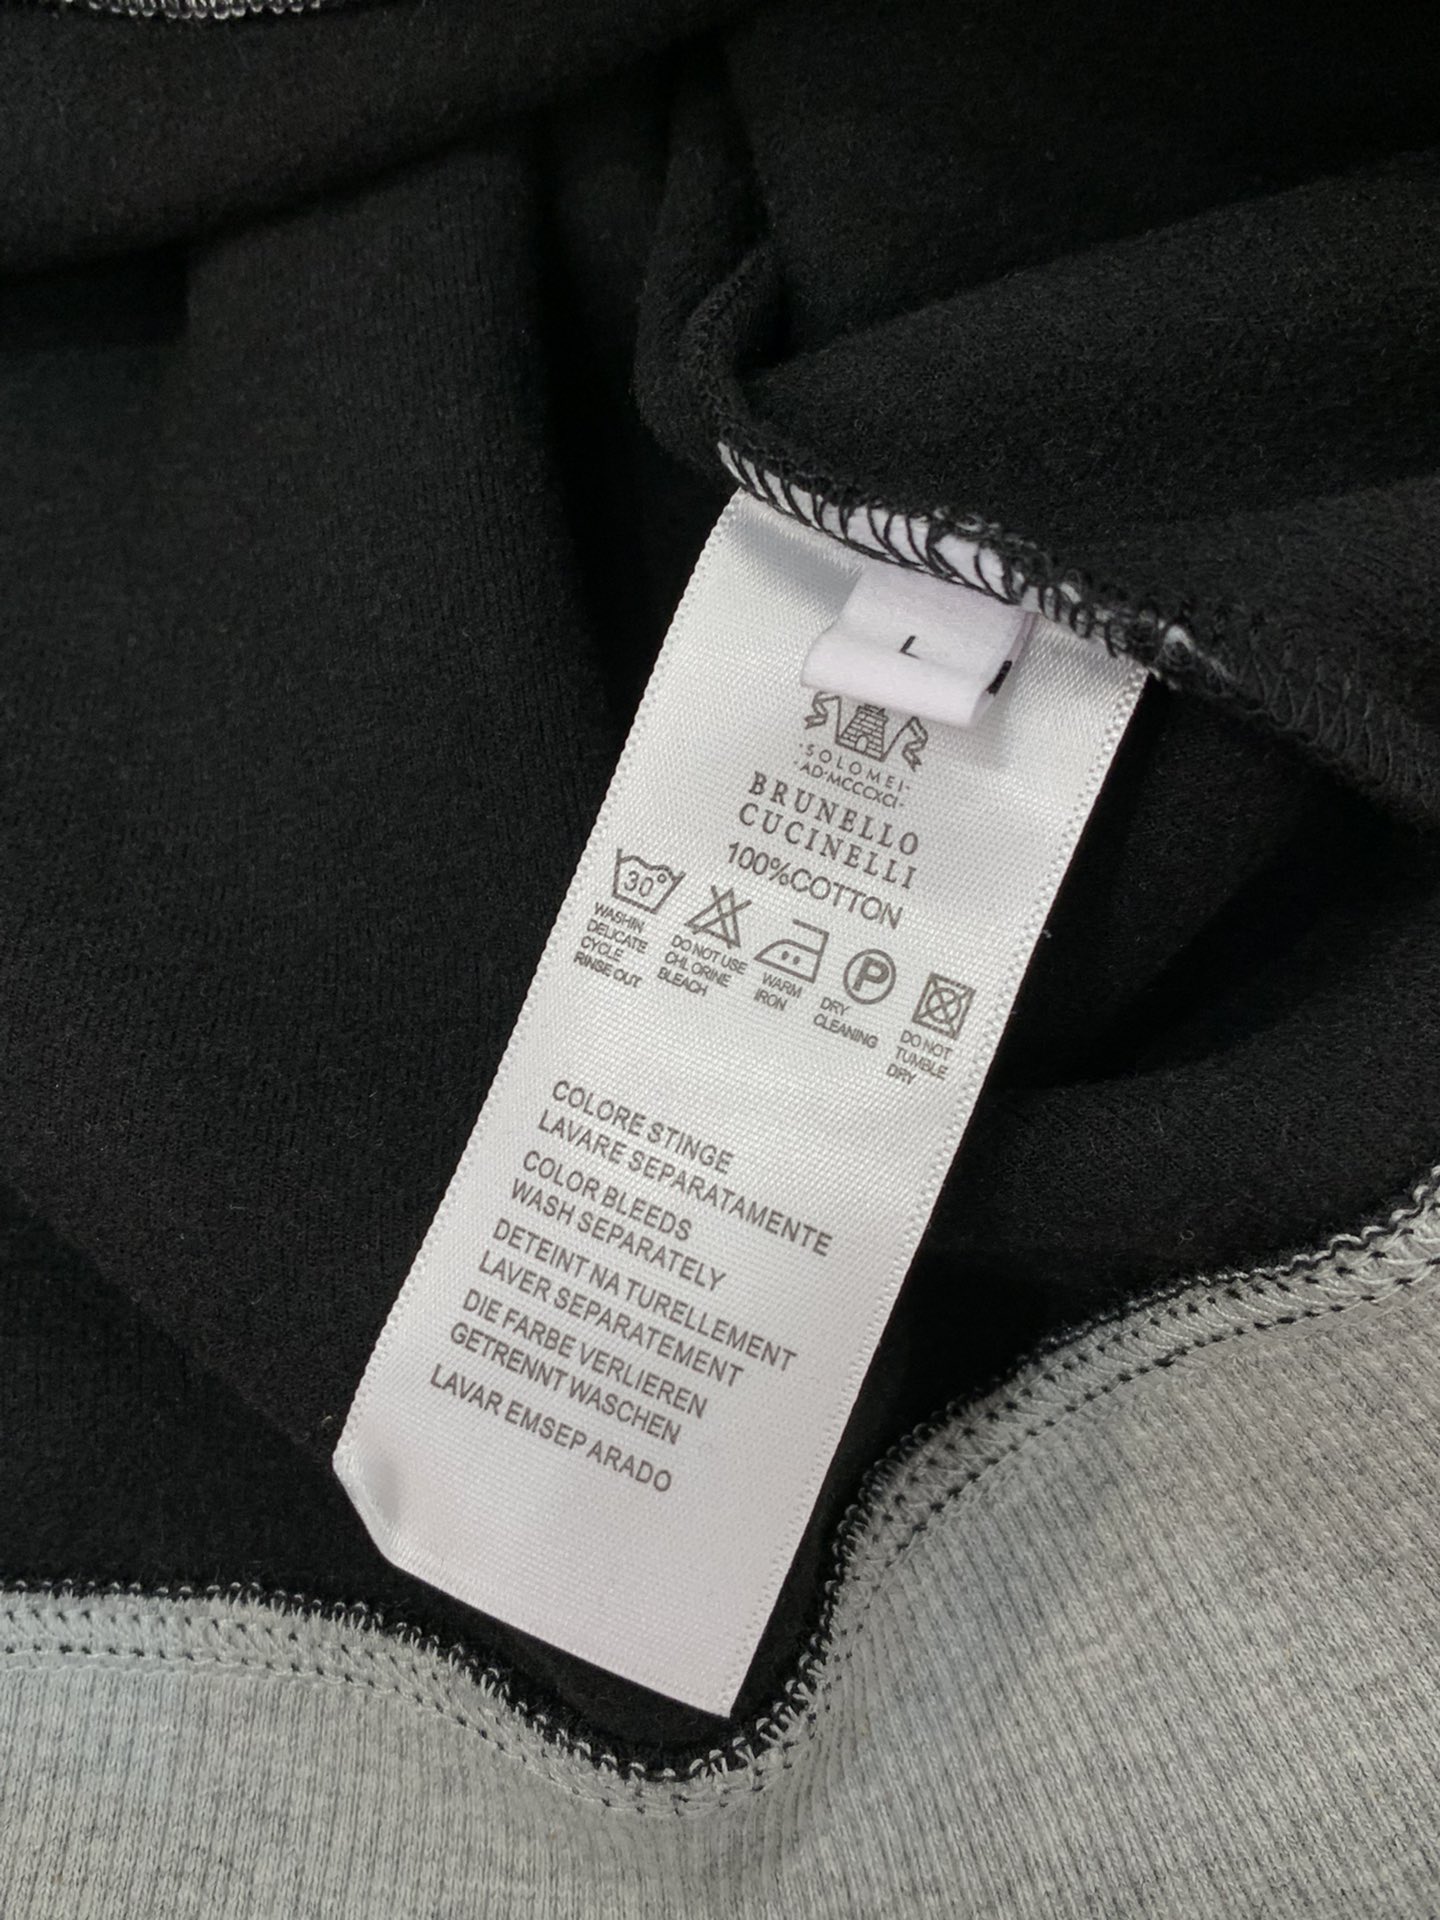 L
·SOLOMEI·
·AD·MCCCXCI·
BRUNELLO
CUCINELLI
100%COTTON
30°
WASHIN
DELICATE
CYCLE
RINSE OUT
DO NOT USE
CHLORINE
BLEACH
WARM
IRON
P
DRY
CLEANING
DO NOT
TUMBLE
DRY
COLORE STINGE
LAVARE SEPARATAMENTE
COLOR BLEEDS
WASH SEPARATELY
DETEINT NA TURELLEMENT
LAVER SEPARATEMENT
DIE FARBE VERLIEREN
GETRENNT WASCHEN
LAVAR EMSEP ARADO